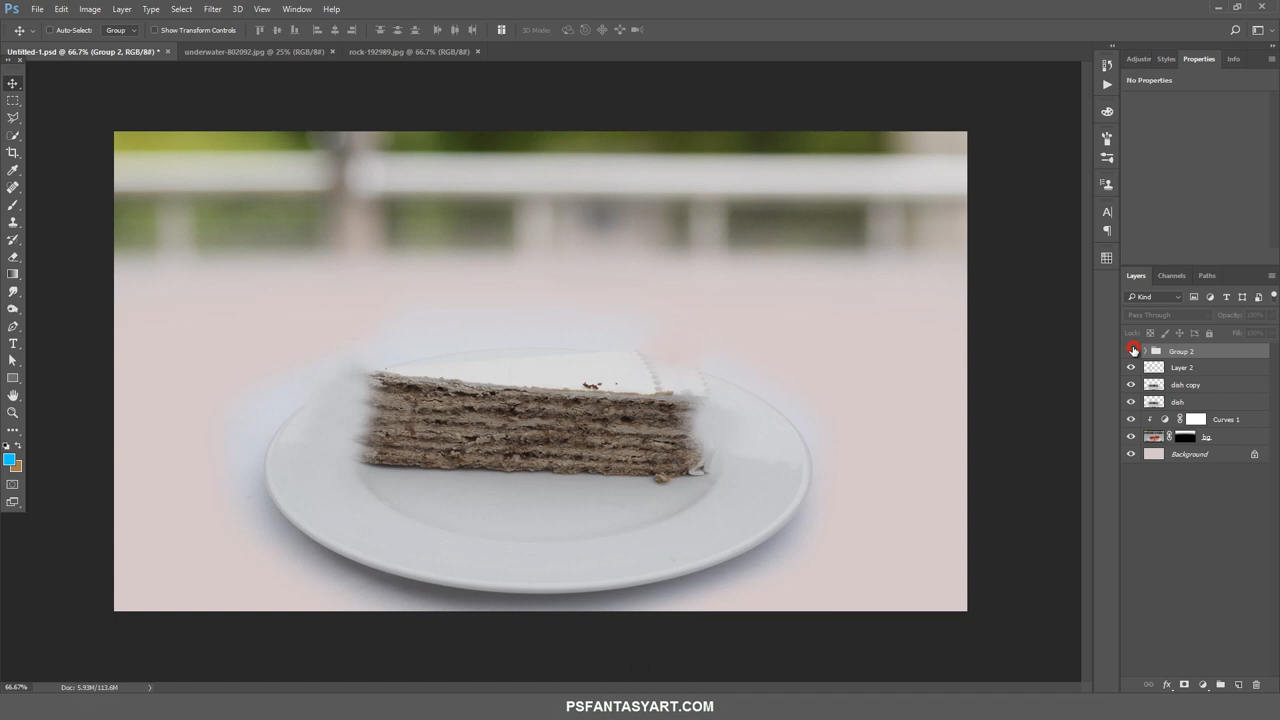 Ps File Edit Image Layer Type Select Filter 3D View Window Help
Auto-Select: Group Show Transform Controls 3D Mode:
Untitled-1.psd @ 66.7% (Group 2, RGB/8#) * × underwater-802092.jpg @ 25% (RGB/8#) × rock-192989.jpg @ 66.7% (RGB/8#) ×
Styles Properties Info
No Properties
Layers Channels Paths
Kind
Pass Through Opacity: 100%
Lock: Fill: 100%
Group 2
Layer 2
dish copy
dish
Curves 1
bg
Background
66.67% Doc: 5.93M/113.6M
PSFANTASYART.COM